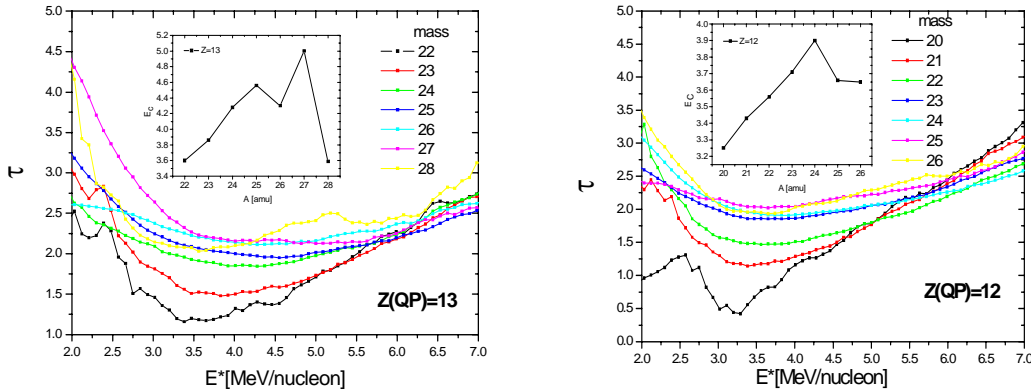 5.0
4.5
4.0
3.5
3.0
2.5
2.0
1.5
1.0
τ
2.0 2.5 3.0 3.5 4.0 4.5 5.0 5.5 6.0 6.5 7.0
E*[MeV/nucleon]
5.2
5.0
4.8
4.6
4.4
4.2
4.0
3.8
3.6
3.4
E_C
Z=13
22 23 24 25 26 27 28
A [amu]
mass
22
23
24
25
26
27
28
Z(QP)=13
5.0
4.5
4.0
3.5
3.0
2.5
2.0
1.5
1.0
0.5
0.0
τ
2.0 2.5 3.0 3.5 4.0 4.5 5.0 5.5 6.0 6.5 7.0
E*[MeV/nucleon]
4.0
3.9
3.8
3.7
3.6
3.5
3.4
3.3
3.2
E_C
Z=12
20 21 22 23 24 25 26
A [amu]
mass
20
21
22
23
24
25
26
Z(QP)=12